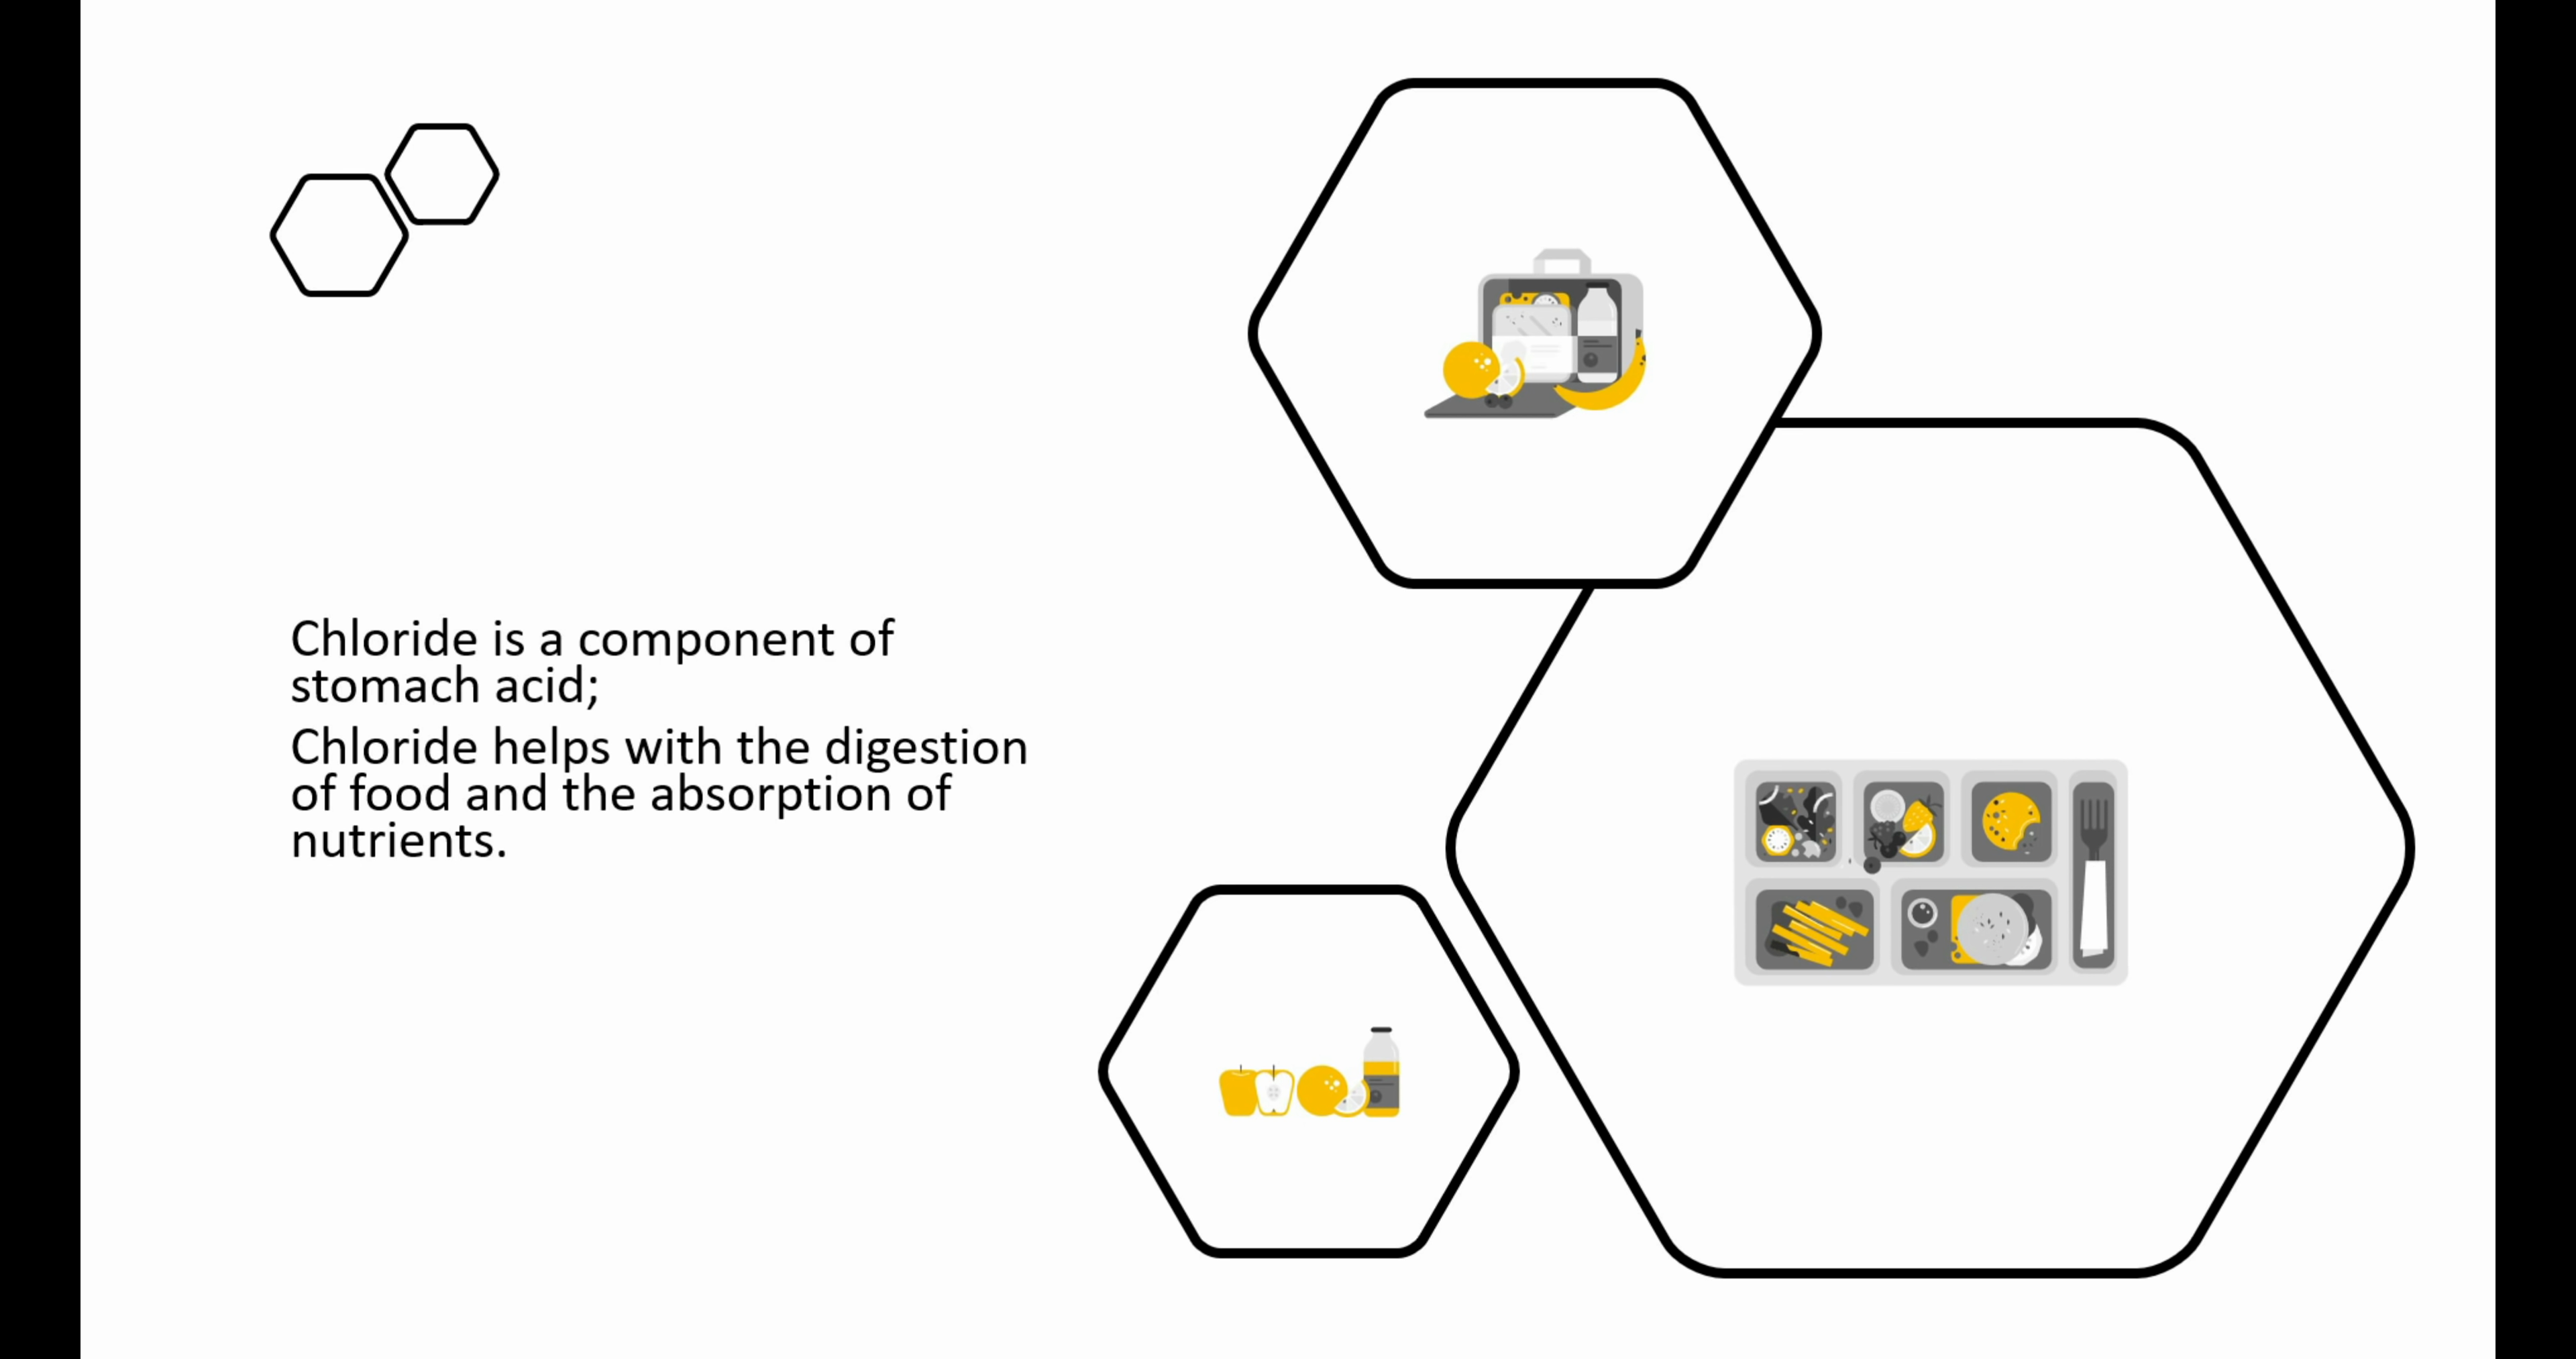 Chloride is a component of
stomach acid;
Chloride helps with the digestion
of food and the absorption of
nutrients.